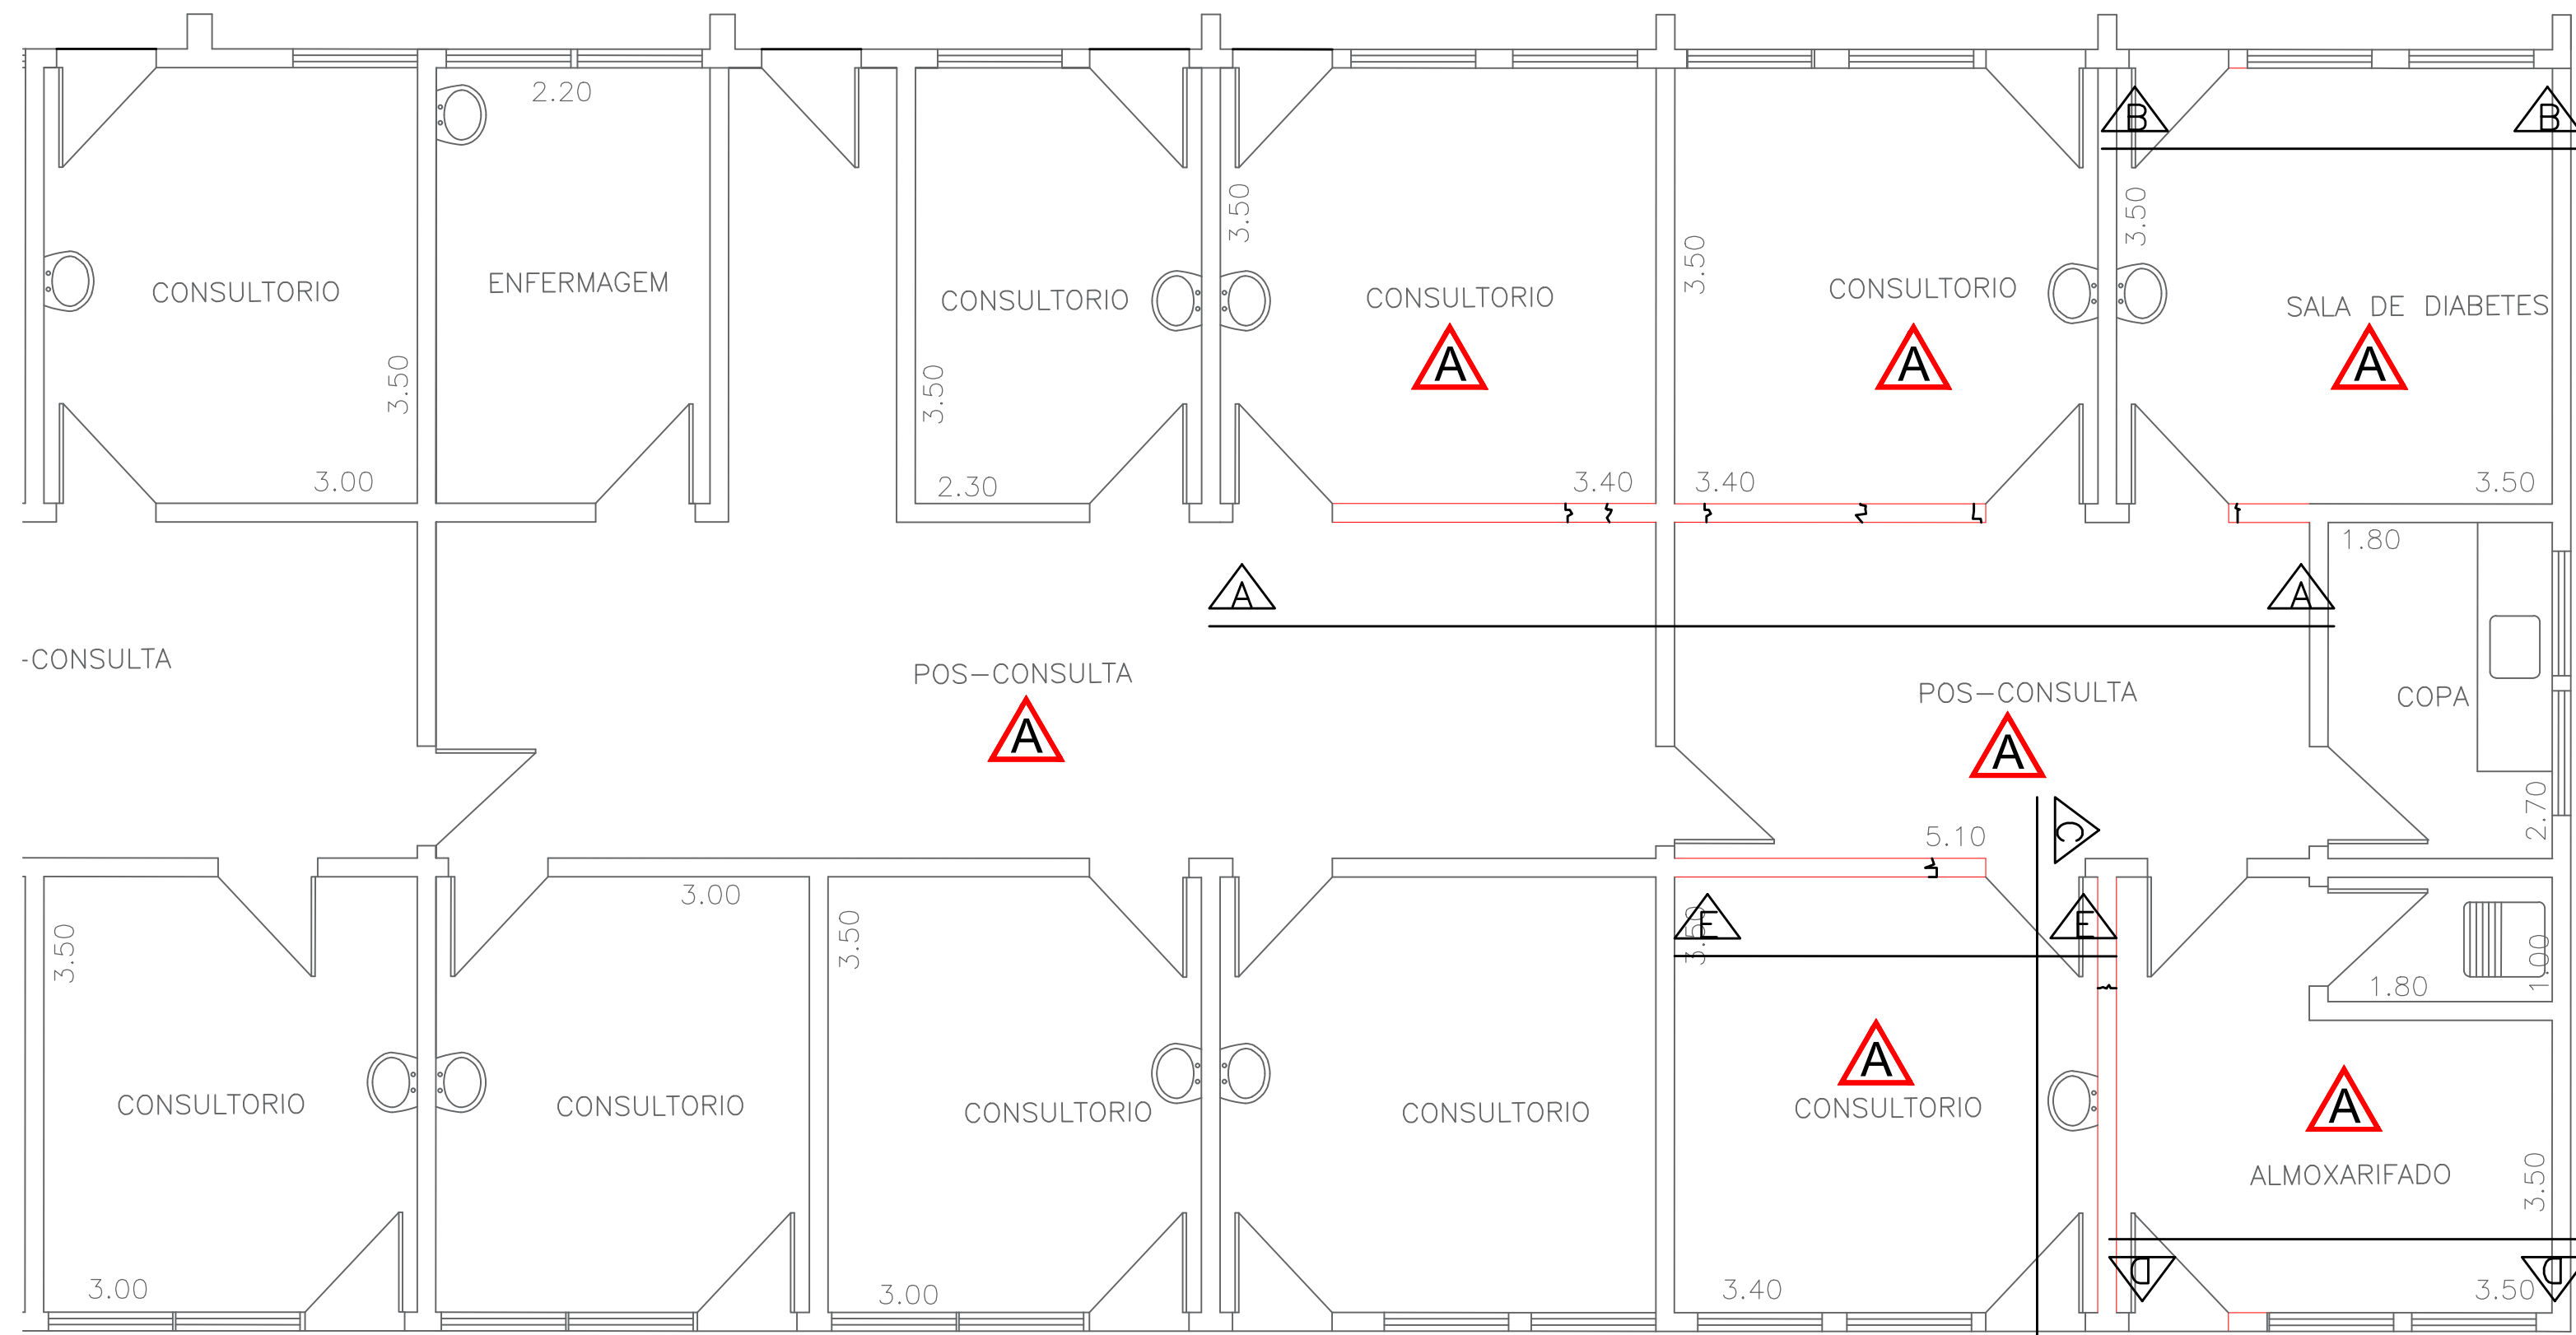 B
B
2.20
3.50
3.50
3.50
CONSULTORIO
ENFERMAGEM
CONSULTORIO
CONSULTORIO
CONSULTORIO
SALA DE DIABETES
A
A
A
3.50
3.50
3.00
2.30
3.40
3.40
3.50
1.80
A
A
-CONSULTA
POS-CONSULTA
POS-CONSULTA
COPA
A
A
2.70
C
5.10
3.00
3.50
3.50
3.50
E
E
1.00
1.80
A
A
CONSULTORIO
CONSULTORIO
CONSULTORIO
CONSULTORIO
CONSULTORIO
ALMOXARIFADO
3.50
D
D
3.00
3.00
3.40
3.50